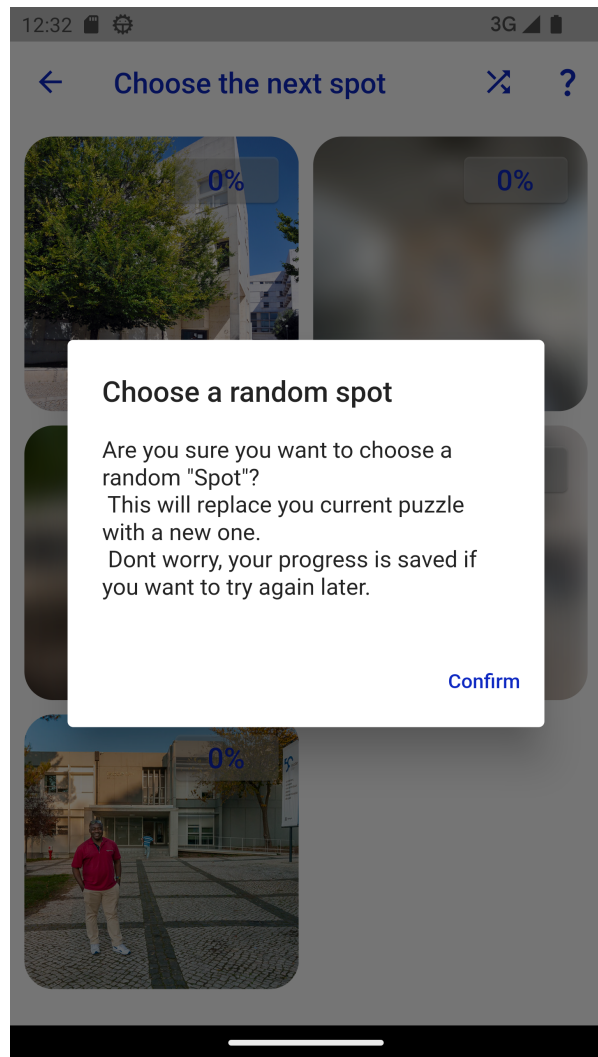 12:32 3G
Choose the next spot ?
0% 0%
Choose a random spot
Are you sure you want to choose a
random "Spot"?
This will replace you current puzzle
with a new one.
Dont worry, your progress is saved if
you want to try again later.
Confirm
0%